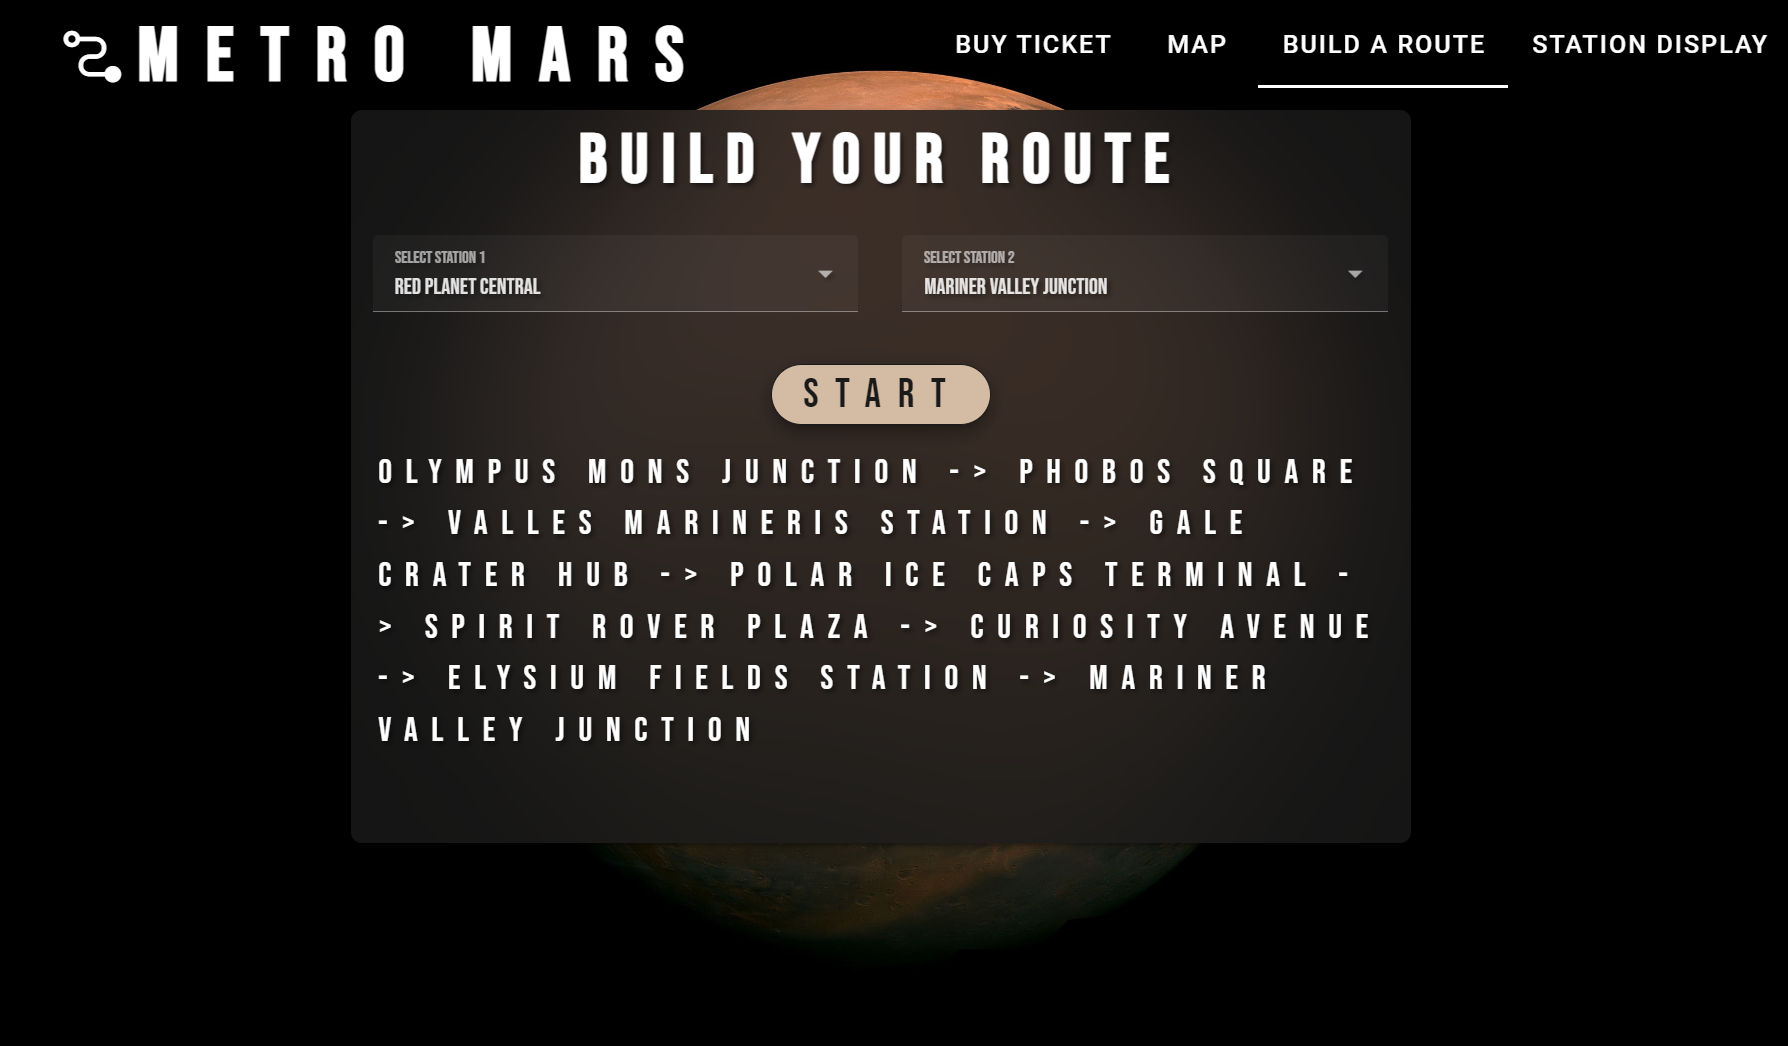 METRO MARS
BUY TICKET
MAP
BUILD A ROUTE
STATION DISPLAY
BUILD YOUR ROUTE
SELECT STATION 1
RED PLANET CENTRAL
SELECT STATION 2
MARINER VALLEY JUNCTION
START
OLYMPUS MONS JUNCTION -> PHOBOS SQUARE
-> VALLES MARINERIS STATION -> GALE
CRATER HUB -> POLAR ICE CAPS TERMINAL -
> SPIRIT ROVER PLAZA -> CURIOSITY AVENUE
-> ELYSIUM FIELDS STATION -> MARINER
VALLEY JUNCTION